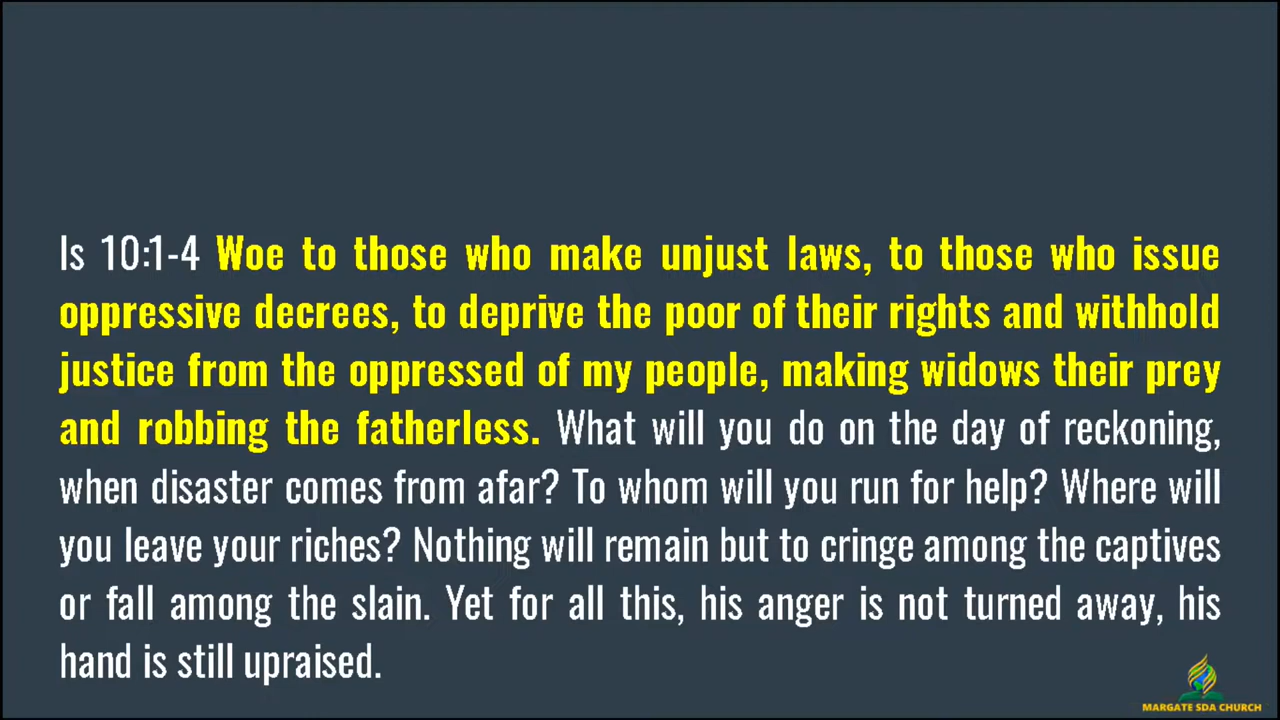 Is 10:1-4 Woe to those who make unjust laws, to those who issue
oppressive decrees, to deprive the poor of their rights and withhold
justice from the oppressed of my people, making widows their prey
and robbing the fatherless. What will you do on the day of reckoning,
when disaster comes from afar? To whom will you run for help? Where will
you leave your riches? Nothing will remain but to cringe among the captives
or fall among the slain. Yet for all this, his anger is not turned away, his
hand is still upraised.
MARGATE SDA CHURCH